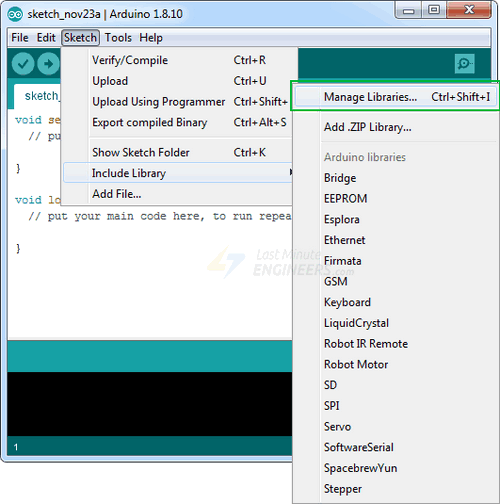 sketch_nov23a | Arduino 1.8.10
File Edit Sketch Tools Help
Verify/Compile Ctrl+R
Upload Ctrl+U
Upload Using Programmer Ctrl+Shift+
Export compiled Binary Ctrl+Alt+S
Show Sketch Folder Ctrl+K
Include Library
Add File...
sketch_
void se
// pu
}
void lo
// put your main code here, to run repea
}
1
Manage Libraries... Ctrl+Shift+I
Add .ZIP Library...
Arduino libraries
Bridge
EEPROM
Esplora
Ethernet
Firmata
GSM
Keyboard
LiquidCrystal
Robot IR Remote
Robot Motor
SD
SPI
Servo
SoftwareSerial
SpacebrewYun
Stepper
Last Minute
ENGINEERS.com